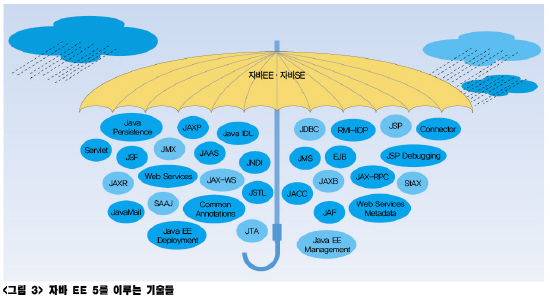 자바EE · 자바SE
Java
Persistence
JAXP
Java IDL
JDBC
RMI-IIOP
JSP
Connector
Servlet
JSF
JMX
JAAS
JNDI
JMS
EJB
JSP Debugging
JAXR
Web Services
JAX-WS
JSTL
JACC
JAXB
JAX-RPC
StAX
JavaMail
SAAJ
Common
Annotations
JAF
Web Services
Metadata
Java EE
Deployment
JTA
Java EE
Management
<그림 3> 자바 EE 5를 이루는 기술들